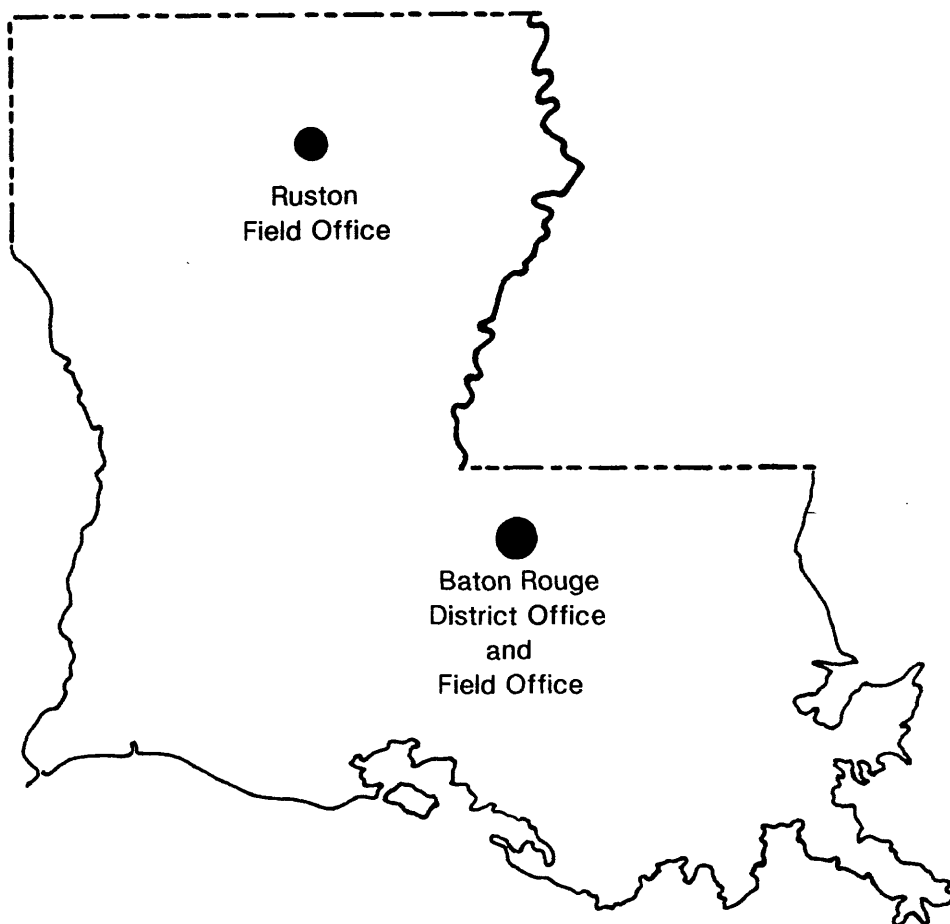 Ruston
Field Office
Baton Rouge
District Office
and
Field Office